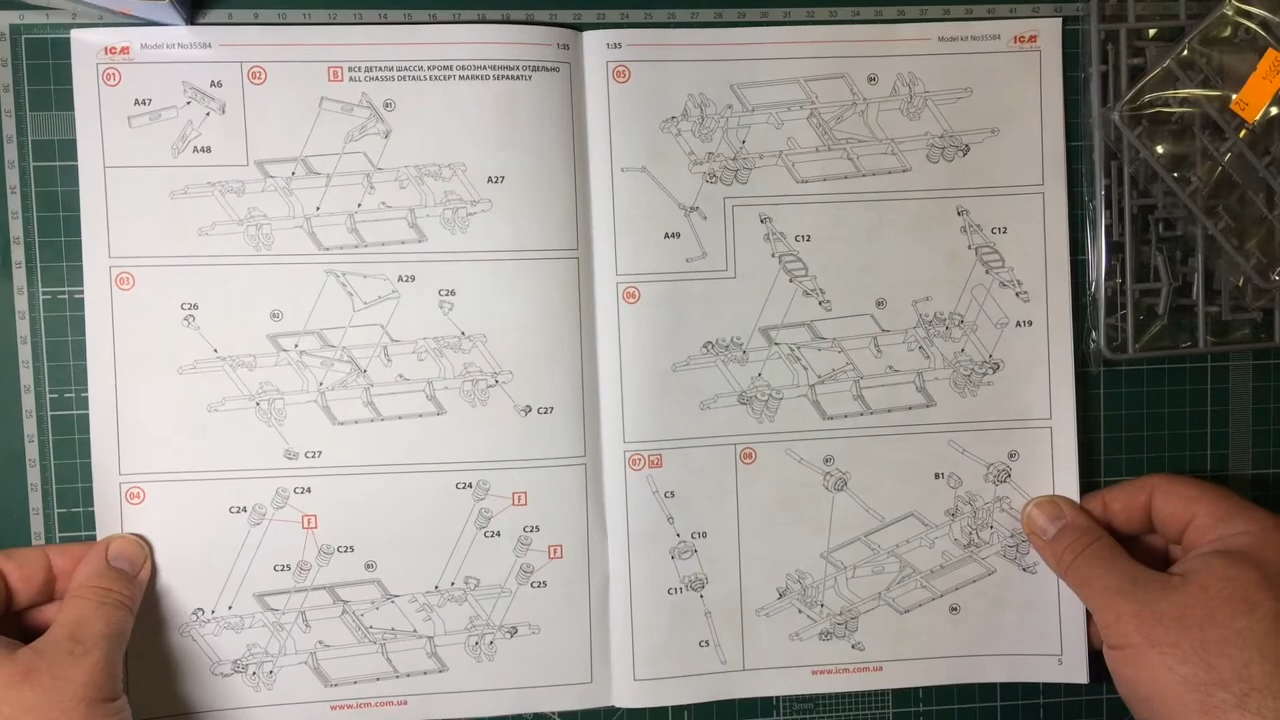 ICM
Model kit No35584
1:35
01
A47
A6
A48
02
B
ВСЕ ДЕТАЛИ ШАССИ, КРОМЕ ОБОЗНАЧЕННЫХ ОТДЕЛЬНО
ALL CHASSIS DETAILS EXCEPT MARKED SEPARATLY
01
A27
03
C26
02
A29
C26
C27
C27
04
C24
C24
F
C25
C25
03
C24
F
C24
C25
F
C25
www.icm.com.ua
1:35
Model kit No35584
ICM
05
04
A49
06
C12
C12
05
A19
07
x2
C5
C10
C11
C5
08
07
07
B1
06
www.icm.com.ua
5
12
3mm